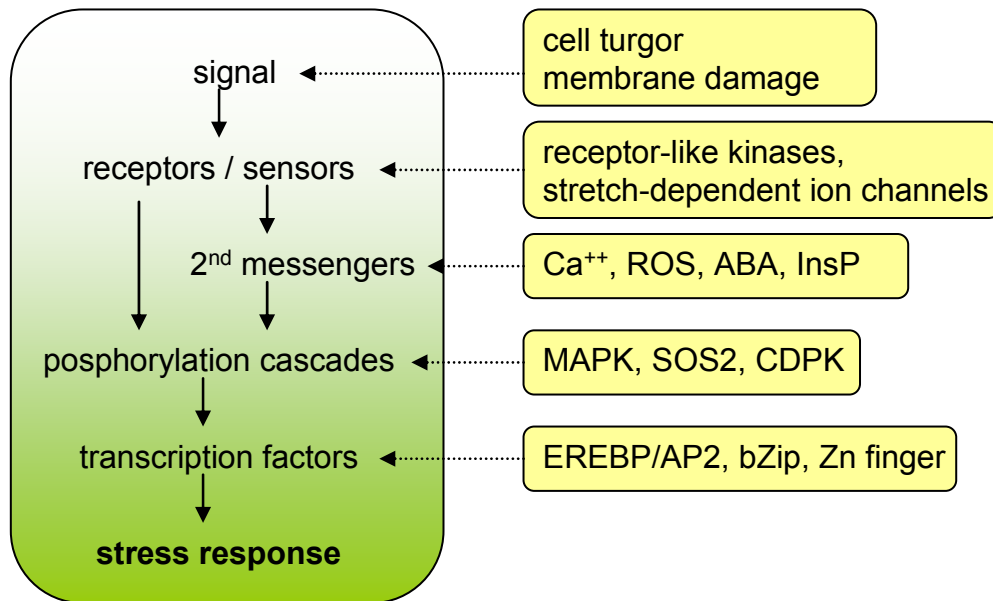 signal
cell turgor
membrane damage
receptors / sensors
receptor-like kinases,
stretch-dependent ion channels
2nd messengers
Ca++, ROS, ABA, InsP
posphorylation cascades
MAPK, SOS2, CDPK
transcription factors
EREBP/AP2, bZip, Zn finger
stress response